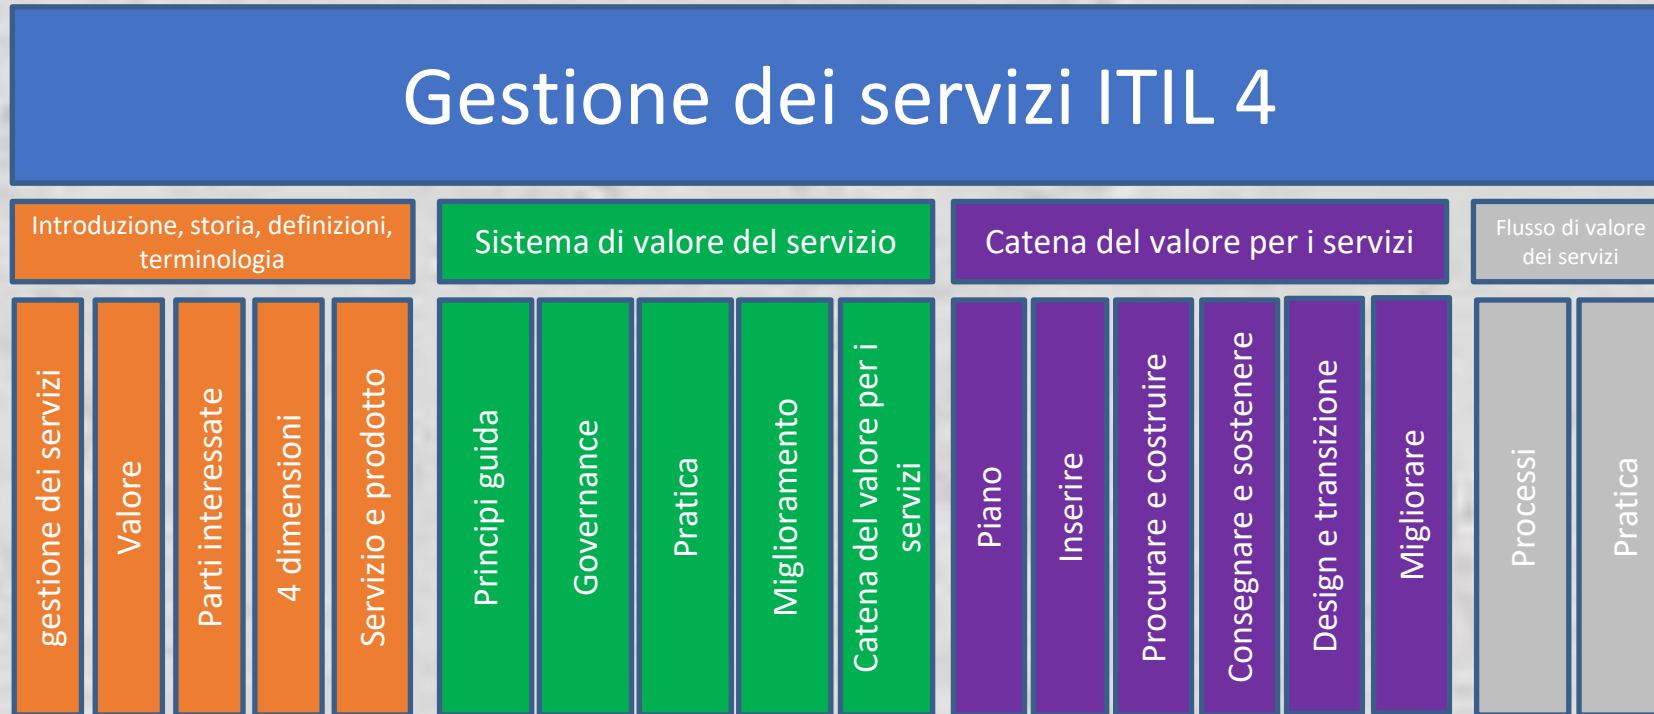 Gestione dei servizi ITIL 4
Introduzione, storia, definizioni,
terminologia
Sistema di valore del servizio
Catena del valore per i servizi
Flusso di valore
dei servizi
gestione dei servizi
Valore
Parti interessate
4 dimensioni
Servizio e prodotto
Principi guida
Governance
Pratica
Miglioramento
Catena del valore per i
servizi
Piano
Inserire
Procurare e costruire
Consegnare e sostenere
Design e transizione
Migliorare
Processi
Pratica